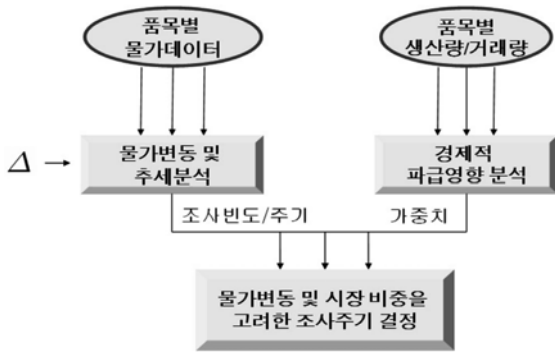 품목별
물가데이터
품목별
생산량/거래량
Δ
물가변동 및
추세분석
경제적
파급영향 분석
조사빈도/주기
가중치
물가변동 및 시장 비중을
고려한 조사주기 결정